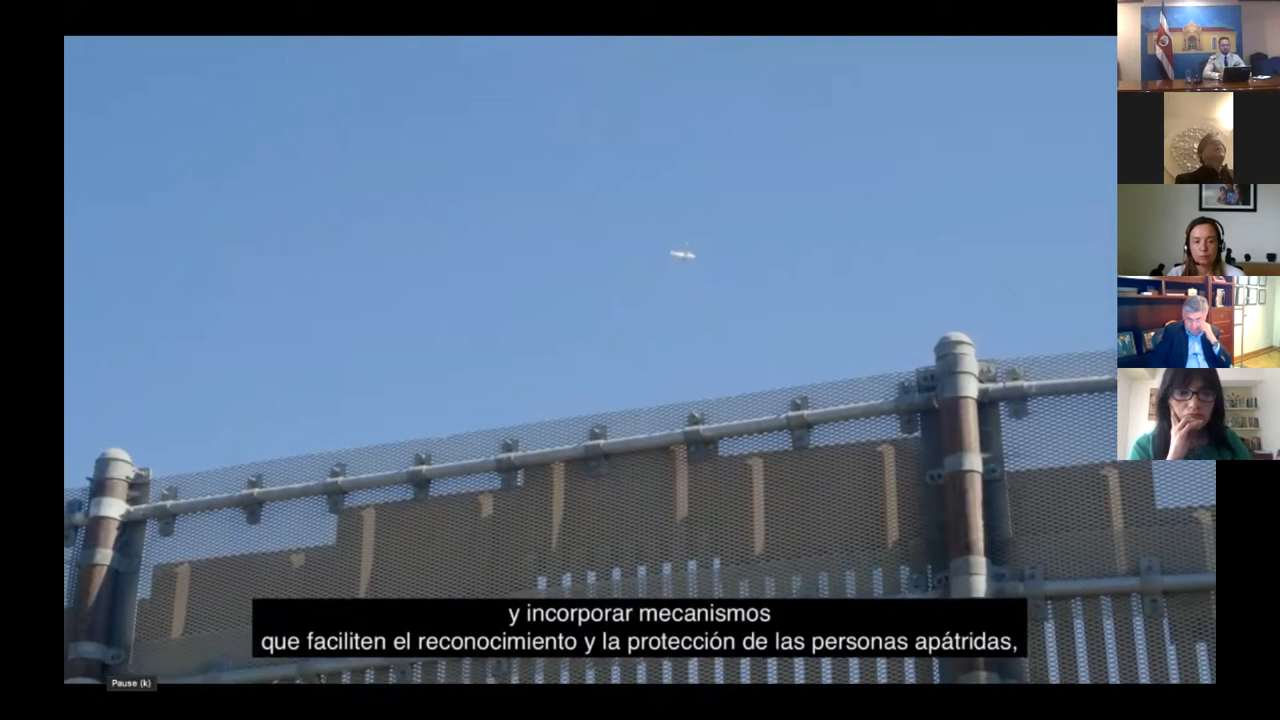 y incorporar mecanismos
que faciliten el reconocimiento y la protección de las personas apátridas,
Pause (k)